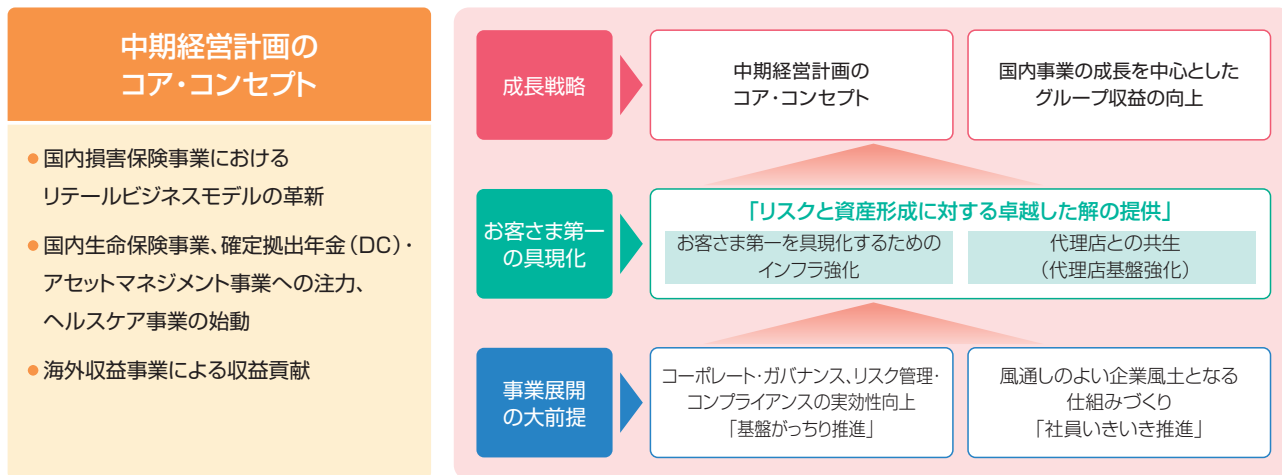 中期経営計画の
コア・コンセプト
●国内損害保険事業における
リテールビジネスモデルの革新
●国内生命保険事業、確定拠出年金(DC)・
アセットマネジメント事業への注力、
ヘルスケア事業の始動
●海外収益事業による収益貢献
成長戦略
中期経営計画の
コア・コンセプト
国内事業の成長を中心とした
グループ収益の向上
お客さま第一
の具現化
「リスクと資産形成に対する卓越した解の提供」
お客さま第一を具現化するための
インフラ強化
代理店との共生
(代理店基盤強化)
事業展開
の大前提
コーポレート・ガバナンス、リスク管理・
コンプライアンスの実効性向上
「基盤がっちり推進」
風通しのよい企業風土となる
仕組みづくり
「社員いきいき推進」